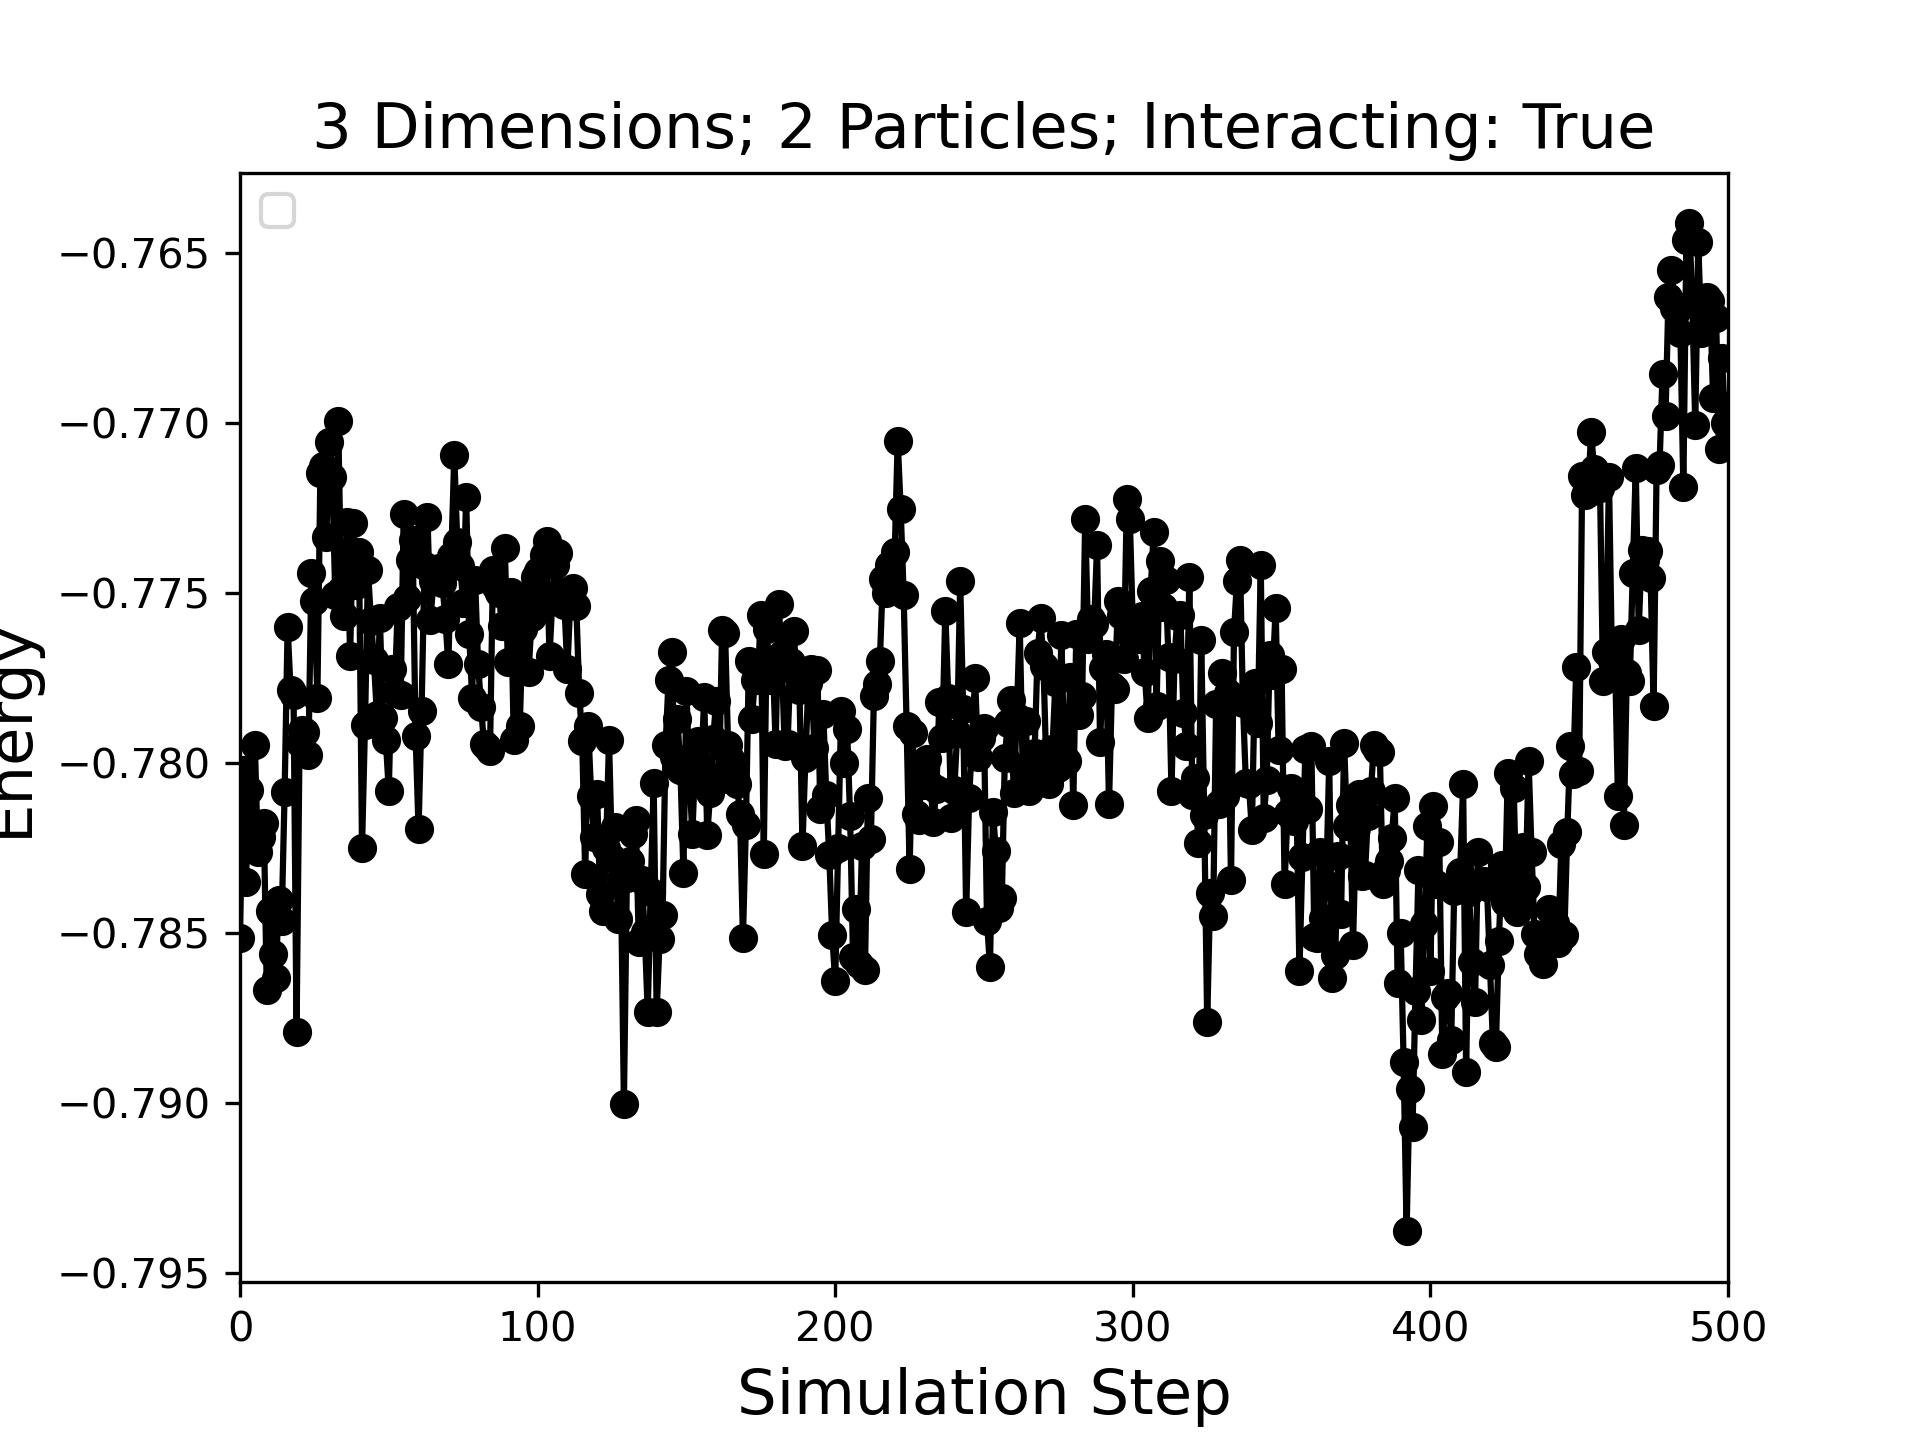 3 Dimensions; 2 Particles; Interacting: True
−0.765
−0.770
−0.775
−0.780
−0.785
−0.790
−0.795
Energy
0 100 200 300 400 500
Simulation Step